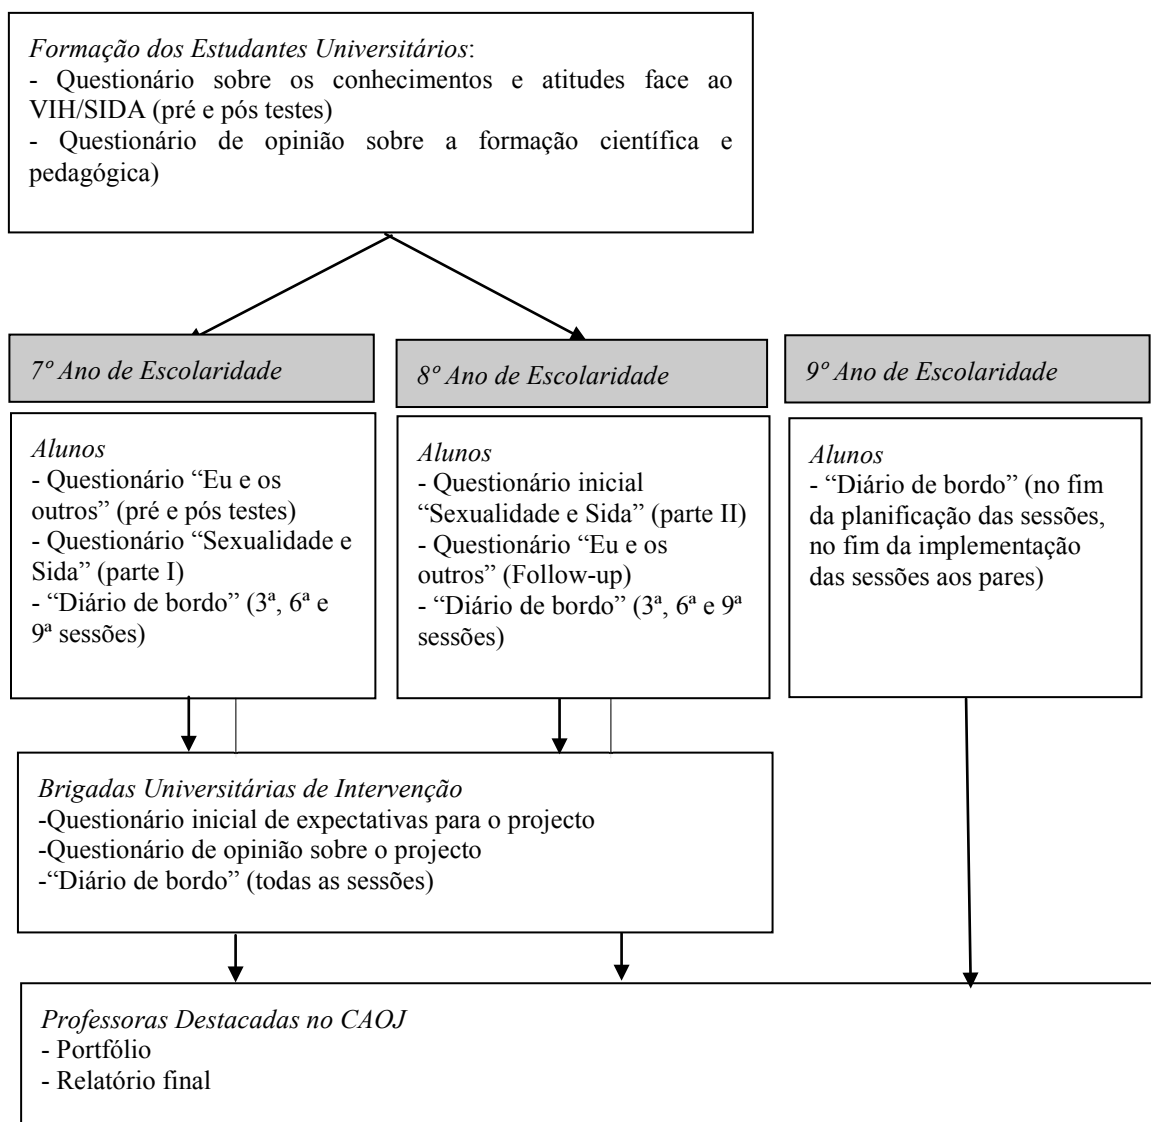 Formação dos Estudantes Universitários:
- Questionário sobre os conhecimentos e atitudes face ao
VIH/SIDA (pré e pós testes)
- Questionário de opinião sobre a formação científica e
pedagógica)
7º Ano de Escolaridade
8º Ano de Escolaridade
9º Ano de Escolaridade
Alunos
- Questionário “Eu e os
outros” (pré e pós testes)
- Questionário “Sexualidade e
Sida” (parte I)
- “Diário de bordo” (3ª, 6ª e
9ª sessões)
Alunos
- Questionário inicial
“Sexualidade e Sida” (parte II)
- Questionário “Eu e os
outros” (Follow-up)
- “Diário de bordo” (3ª, 6ª e 9ª
sessões)
Alunos
- “Diário de bordo” (no fim
da planificação das sessões,
no fim da implementação
das sessões aos pares)
Brigadas Universitárias de Intervenção
-Questionário inicial de expectativas para o projecto
-Questionário de opinião sobre o projecto
-“Diário de bordo” (todas as sessões)
Professoras Destacadas no CAOJ
- Portfólio
- Relatório final